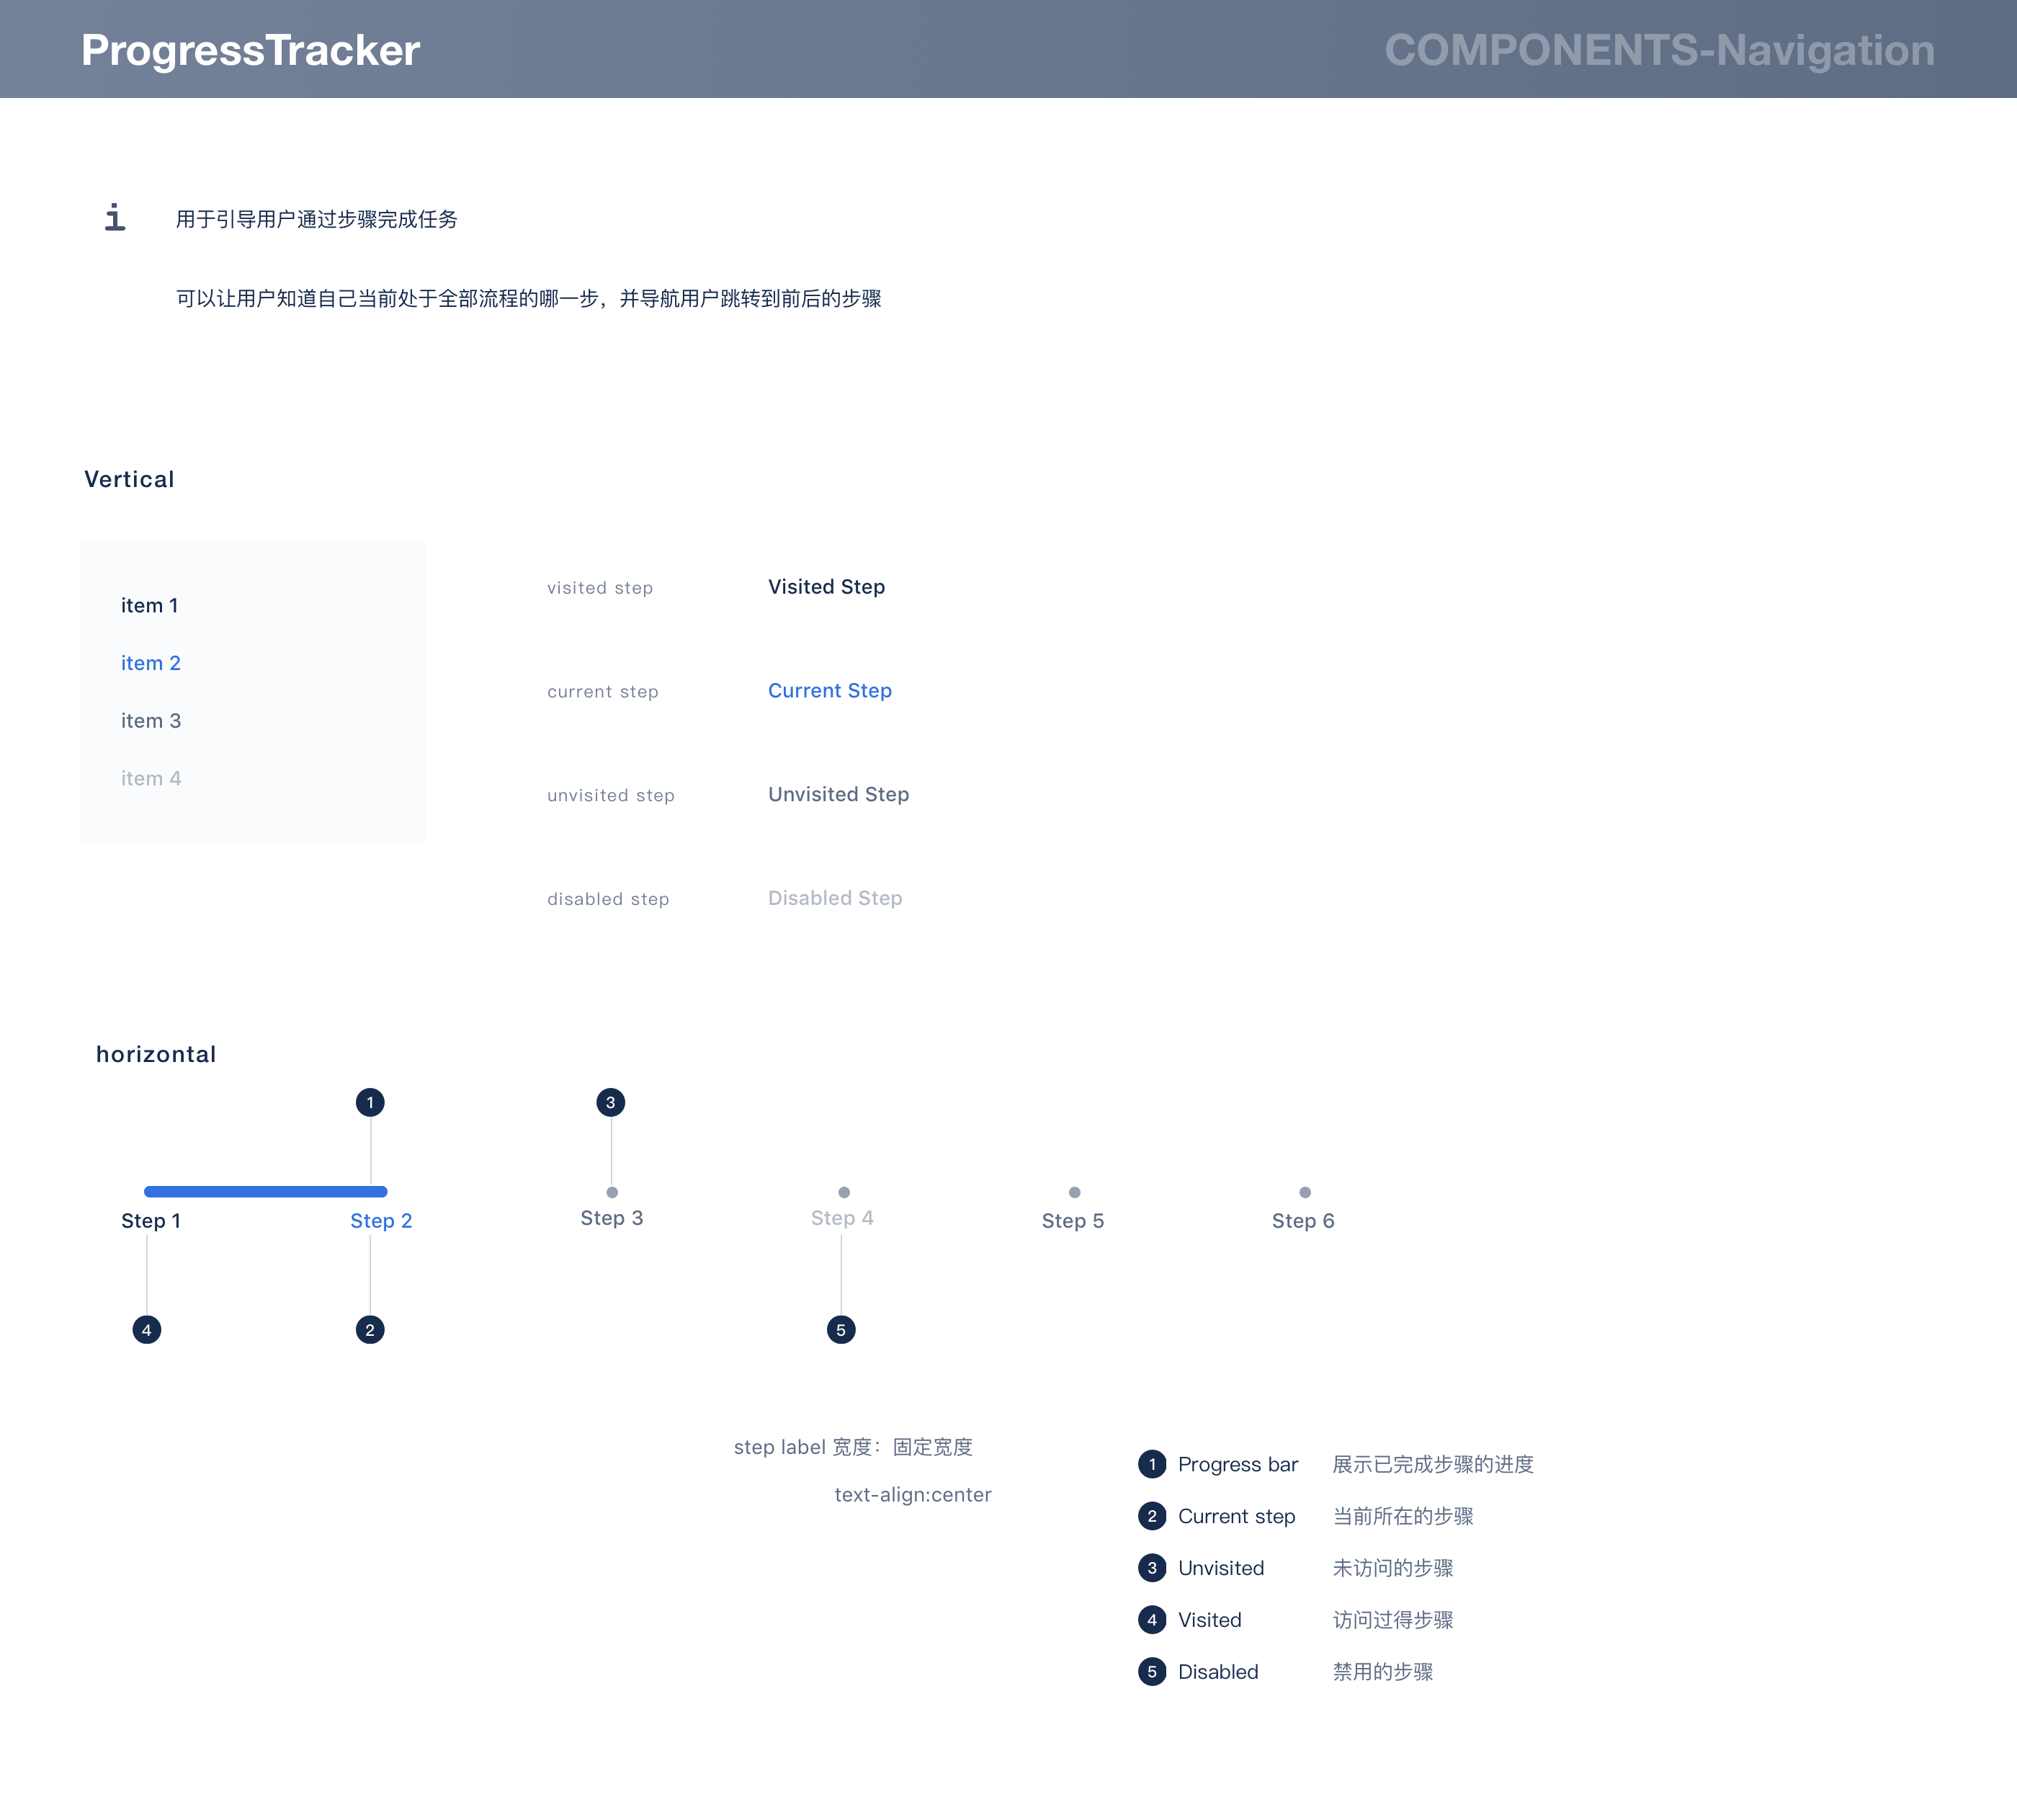 ProgressTracker
COMPONENTS-Navigation
i
用于引导用户通过步骤完成任务
可以让用户知道自己当前处于全部流程的哪一步，并导航用户跳转到前后的步骤
Vertical
item 1
item 2
item 3
item 4
visited step Visited Step
current step Current Step
unvisited step Unvisited Step
disabled step Disabled Step
horizontal
1 3
Step 1 Step 2 Step 3 Step 4 Step 5 Step 6
4 2 5
step label 宽度：固定宽度
text-align:center
1 Progress bar 展示已完成步骤的进度
2 Current step 当前所在的步骤
3 Unvisited 未访问的步骤
4 Visited 访问过得步骤
5 Disabled 禁用的步骤